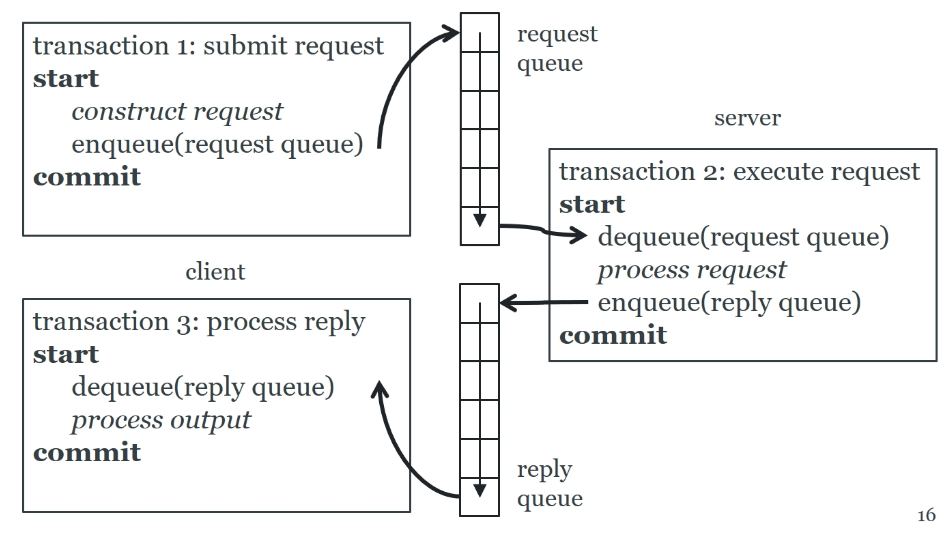 transaction 1: submit request
start
construct request
enqueue(request queue)
commit
request
queue
server
transaction 2: execute request
start
dequeue(request queue)
process request
enqueue(reply queue)
commit
client
transaction 3: process reply
start
dequeue(reply queue)
process output
commit
reply
queue
16